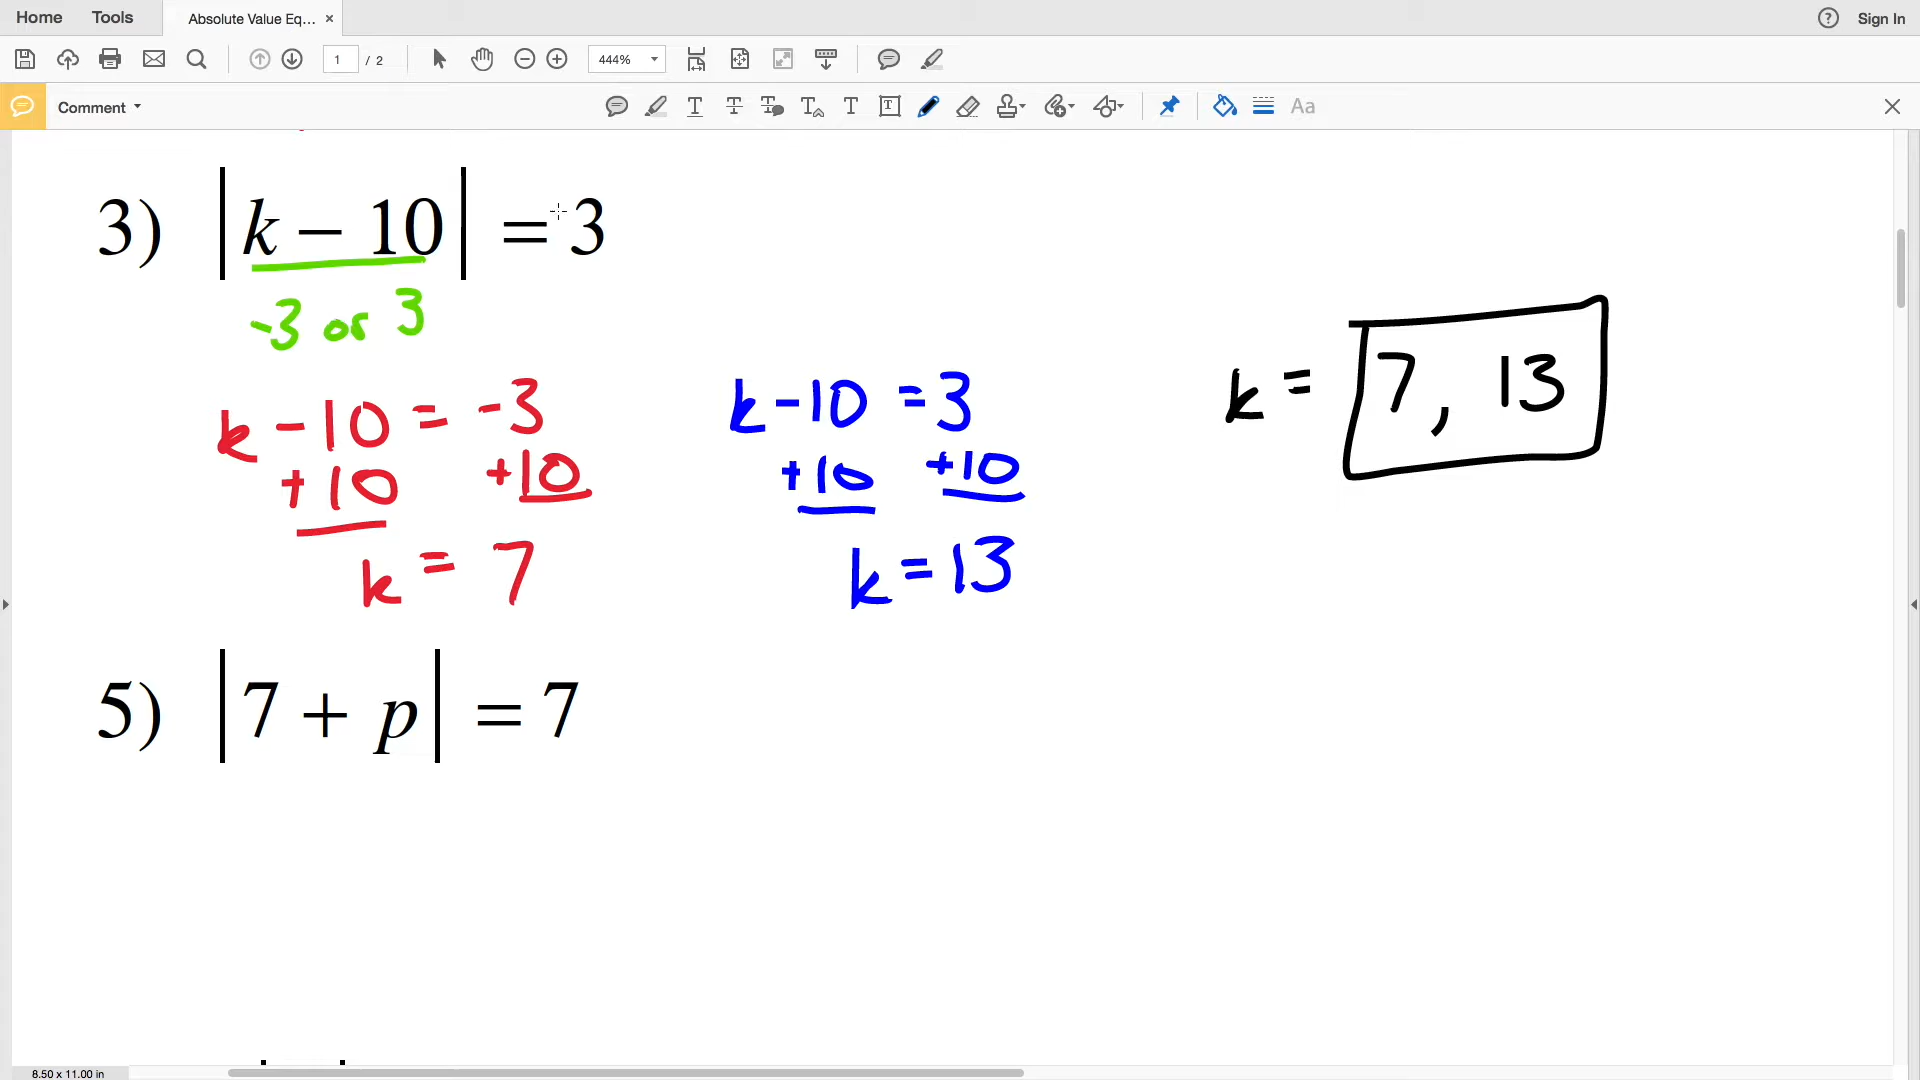 Home Tools Absolute Value Eq... × ? Sign In
1 / 2 444%
Comment T T T T T T Aa
3) |k − 10| = 3
-3 or 3
k-10 = -3 k-10 = 3 k = 7, 13
+10 +10 +10 +10
k = 7 k = 13
5) |7 + p| = 7
8.50 x 11.00 in